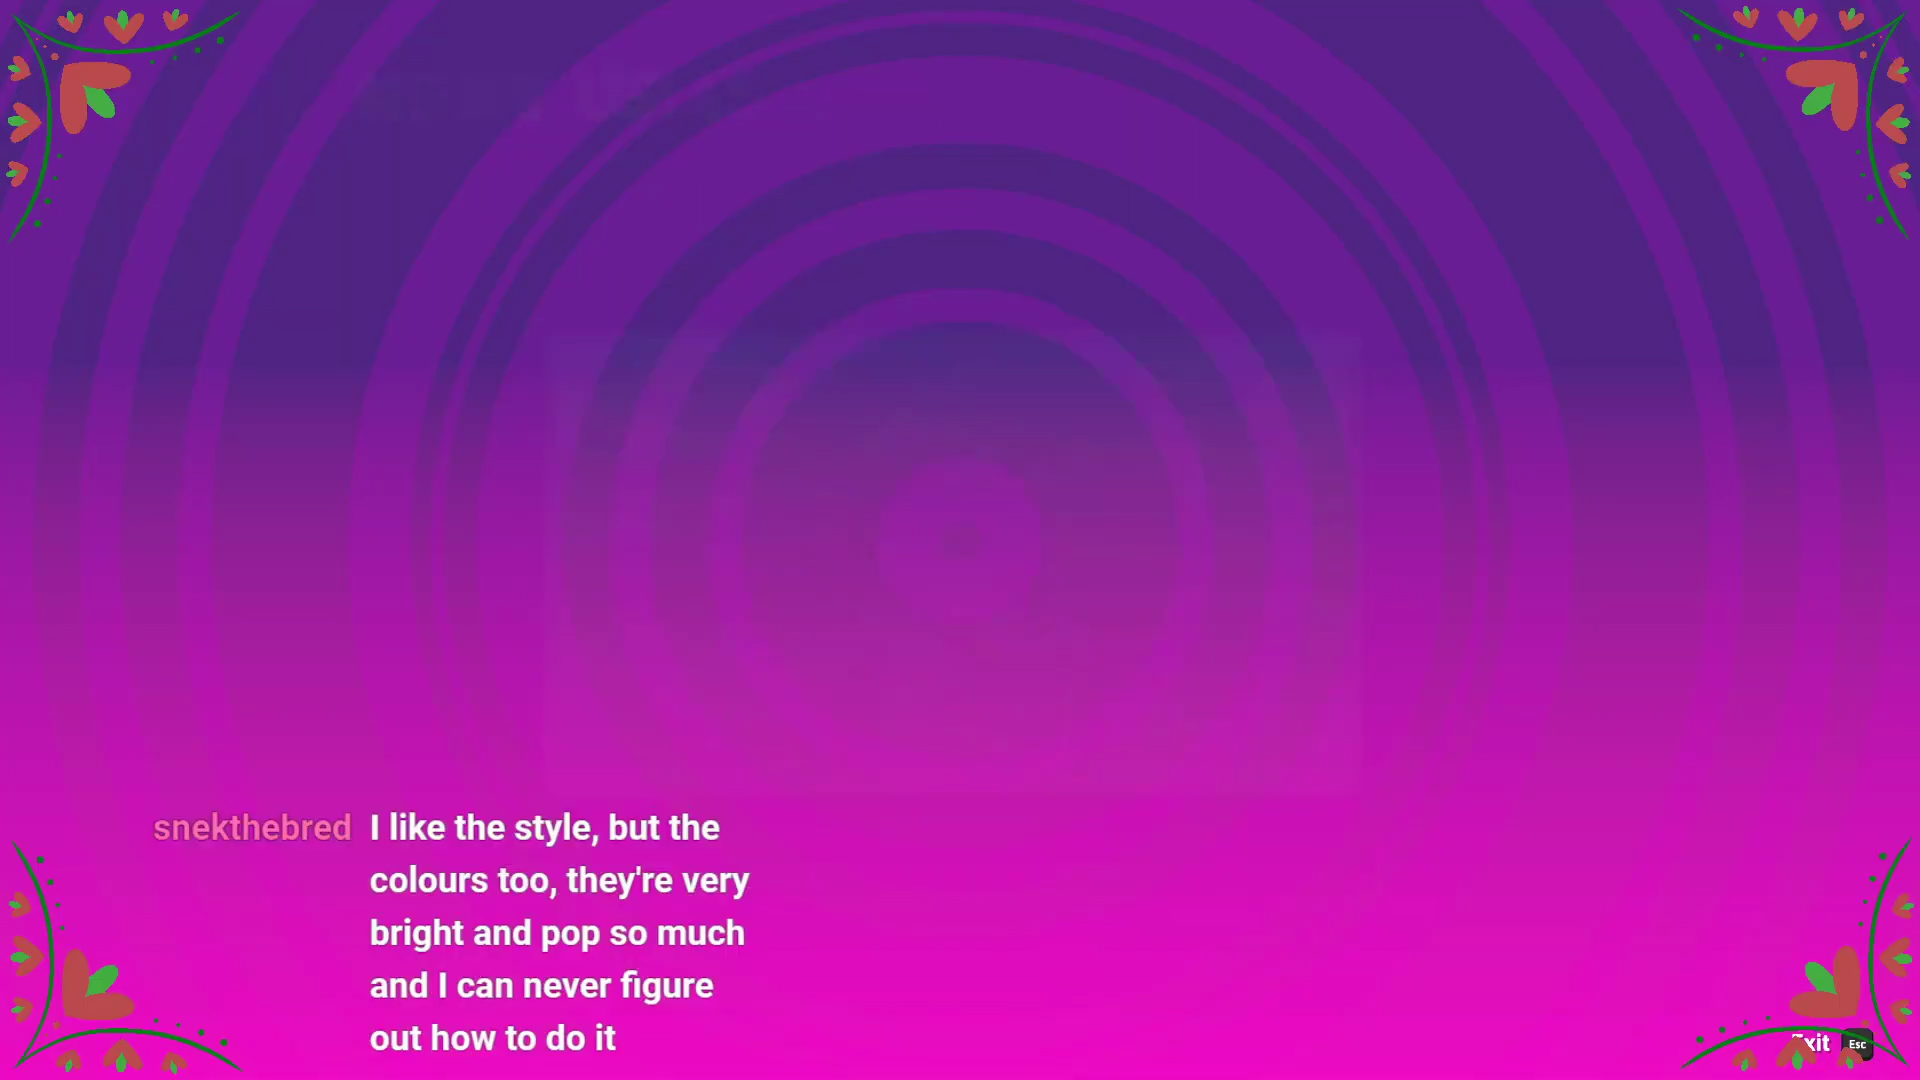 snekthebred I like the style, but the
colours too, they're very
bright and pop so much
and I can never figure
out how to do it
Exit Esc